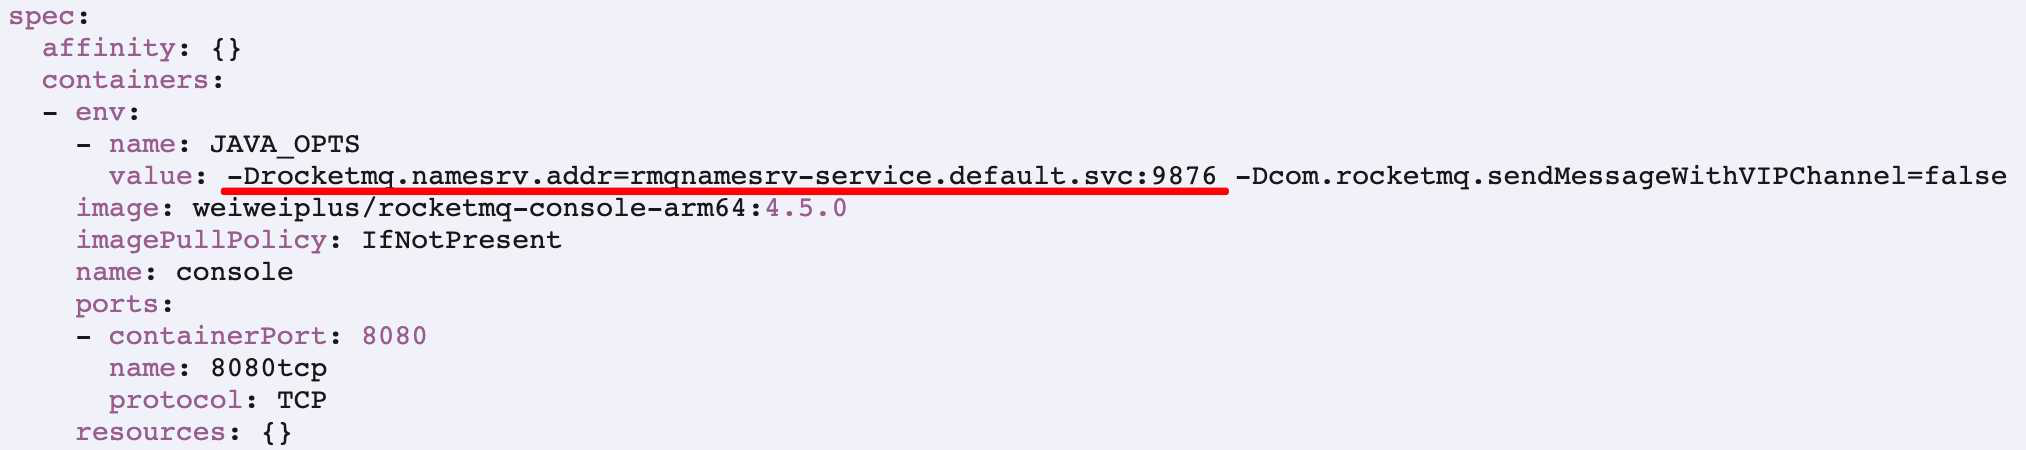 spec:
  affinity: {}
  containers:
  - env:
    - name: JAVA_OPTS
      value: -Drocketmq.namesrv.addr=rmqnamesrv-service.default.svc:9876 -Dcom.rocketmq.sendMessageWithVIPChannel=false
    image: weiweiplus/rocketmq-console-arm64:4.5.0
    imagePullPolicy: IfNotPresent
    name: console
    ports:
    - containerPort: 8080
      name: 8080tcp
      protocol: TCP
    resources: {}